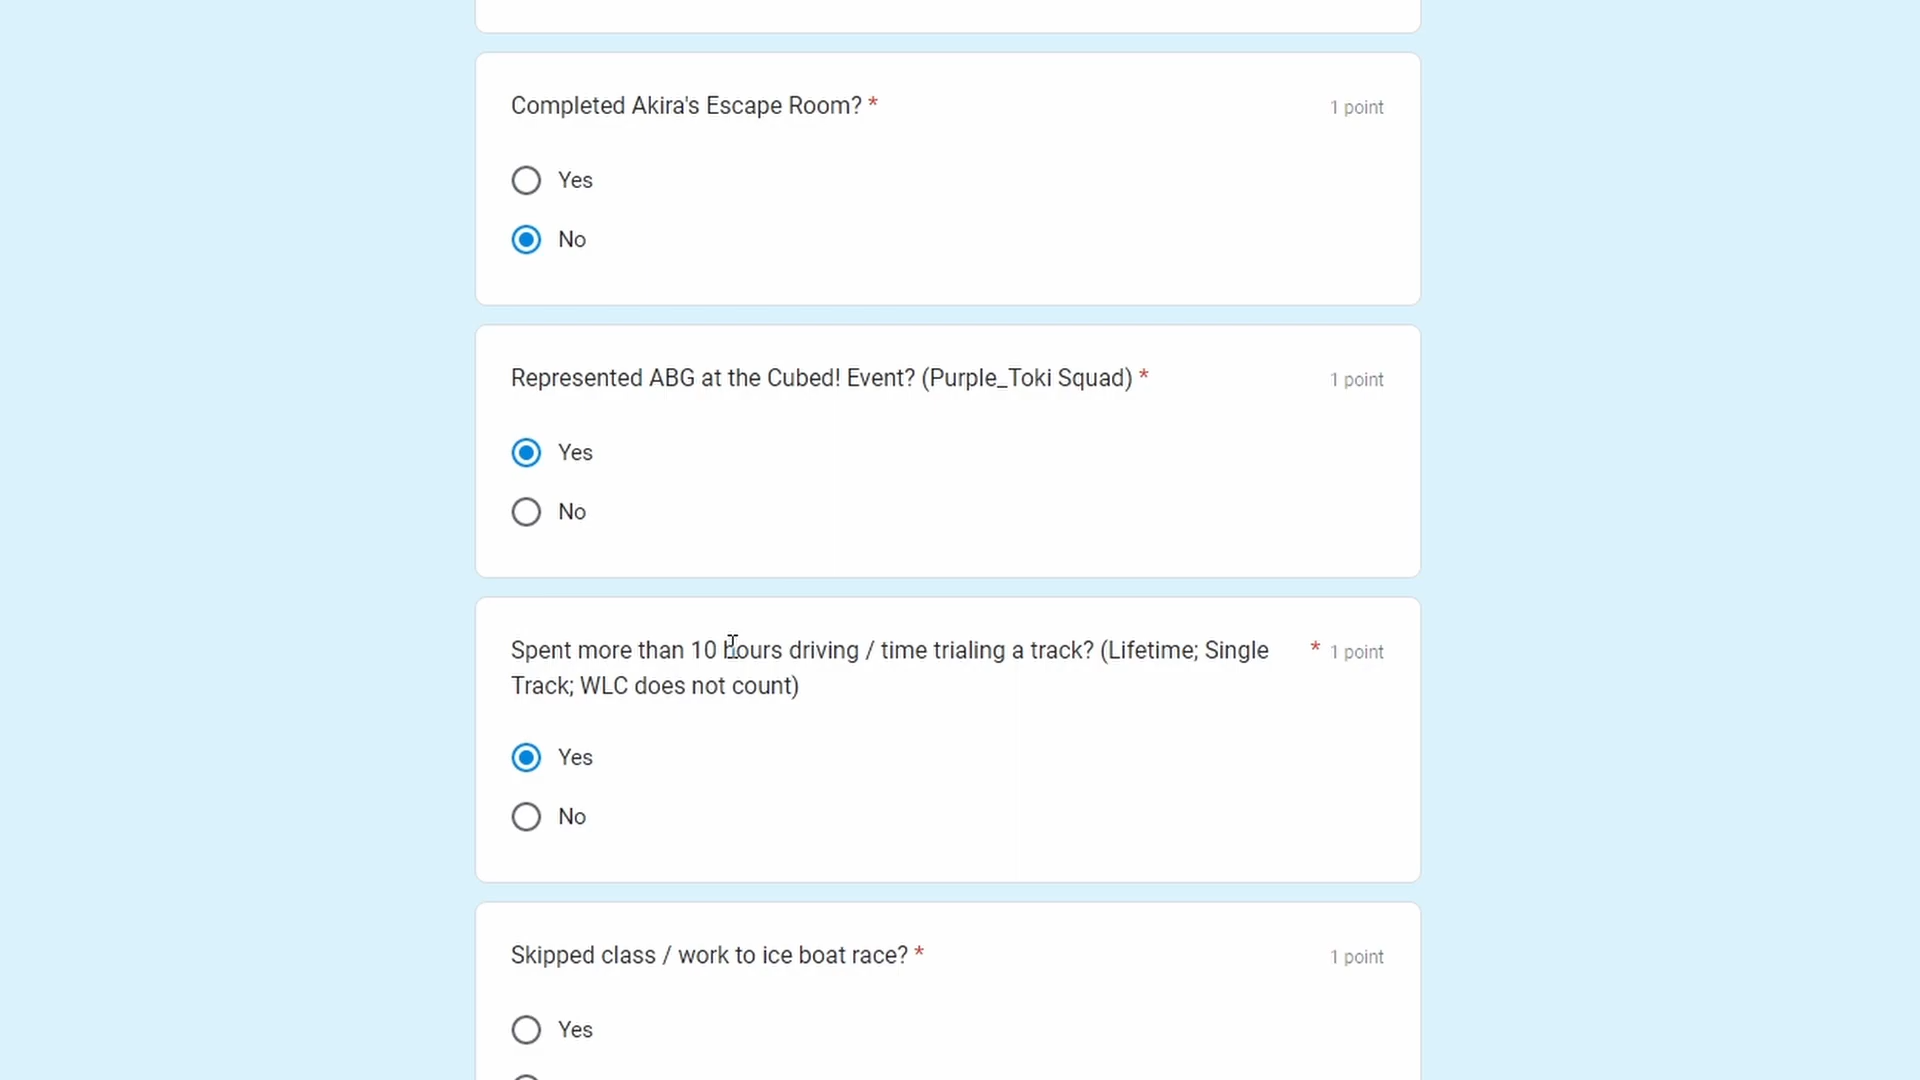 Completed Akira's Escape Room? * 1 point
Yes
No
Represented ABG at the Cubed! Event? (Purple_Toki Squad) * 1 point
Yes
No
Spent more than 10 hours driving / time trialing a track? (Lifetime; Single * 1 point
Track; WLC does not count)
Yes
No
Skipped class / work to ice boat race? * 1 point
Yes